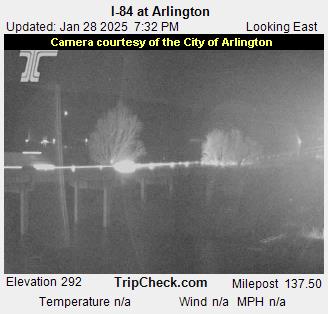 I-84 at Arlington
Updated: Jan 28 2025 7:32 PM Looking East
Camera courtesy of the City of Arlington
Elevation 292 TripCheck.com Milepost 137.50
Temperature n/a Wind n/a MPH n/a